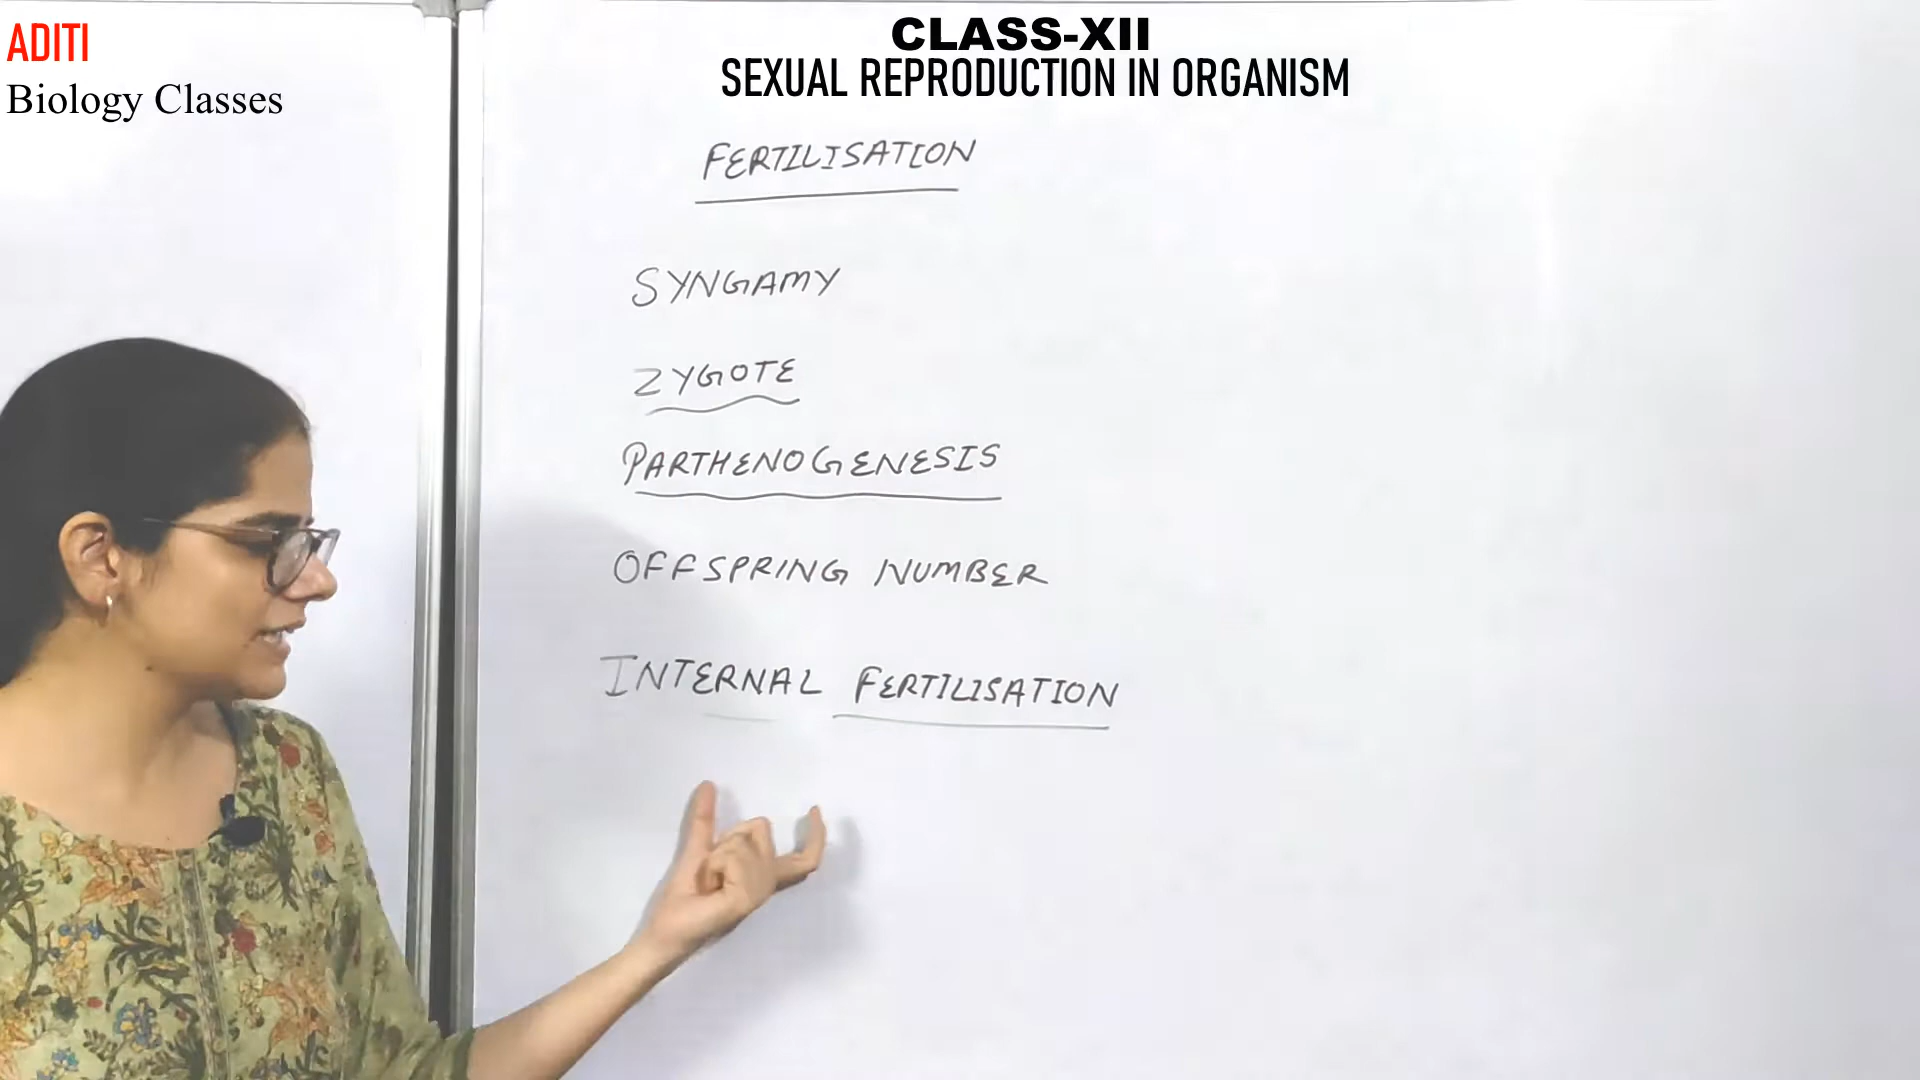 ADITI
Biology Classes
CLASS-XII
SEXUAL REPRODUCTION IN ORGANISM
FERTILISATION
SYNGAMY
ZYGOTE
PARTHENOGENESIS
OFFSPRING NUMBER
INTERNAL FERTILISATION